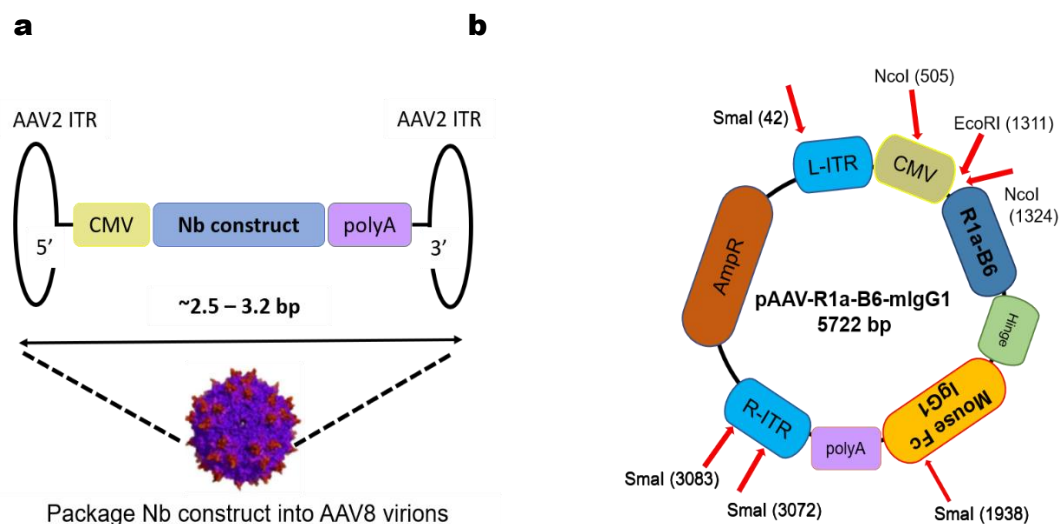 a
AAV2 ITR
AAV2 ITR
CMV
Nb construct
polyA
5'
3'
~2.5 – 3.2 bp
Package Nb construct into AAV8 virions
b
NcoI (505)
SmaI (42)
EcoRI (1311)
L-ITR
CMV
NcoI
(1324)
R1a-B6
AmpR
pAAV-R1a-B6-mIgG1
5722 bp
Hinge
Mouse Fc
IgG1
R-ITR
polyA
SmaI (3083)
SmaI (3072)
SmaI (1938)